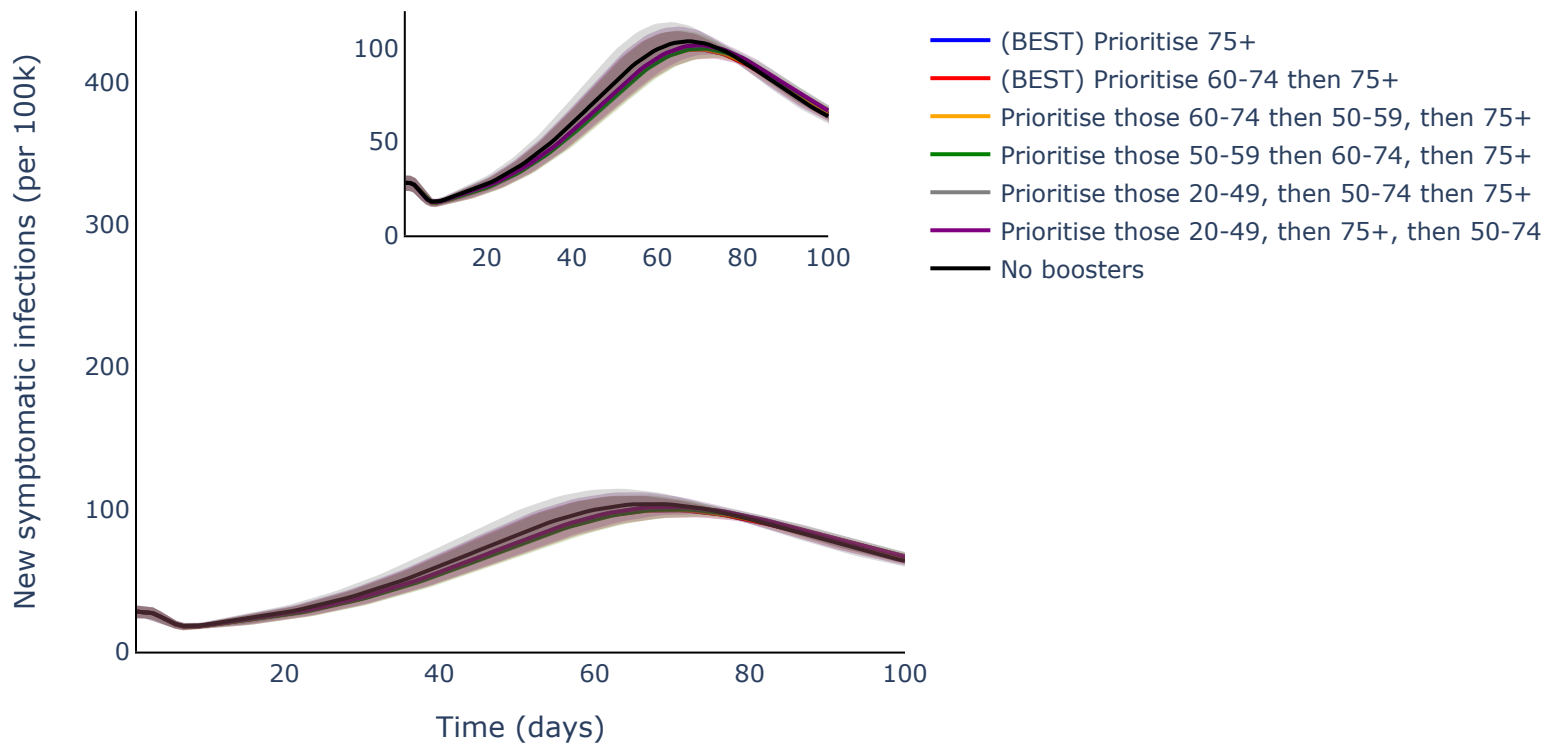 New symptomatic infections (per 100k)
400
300
200
100
0
20
40
60
80
100
Time (days)
100
50
0
20
40
60
80
100
(BEST) Prioritise 75+
(BEST) Prioritise 60-74 then 75+
Prioritise those 60-74 then 50-59, then 75+
Prioritise those 50-59 then 60-74, then 75+
Prioritise those 20-49, then 50-74 then 75+
Prioritise those 20-49, then 75+, then 50-74
No boosters